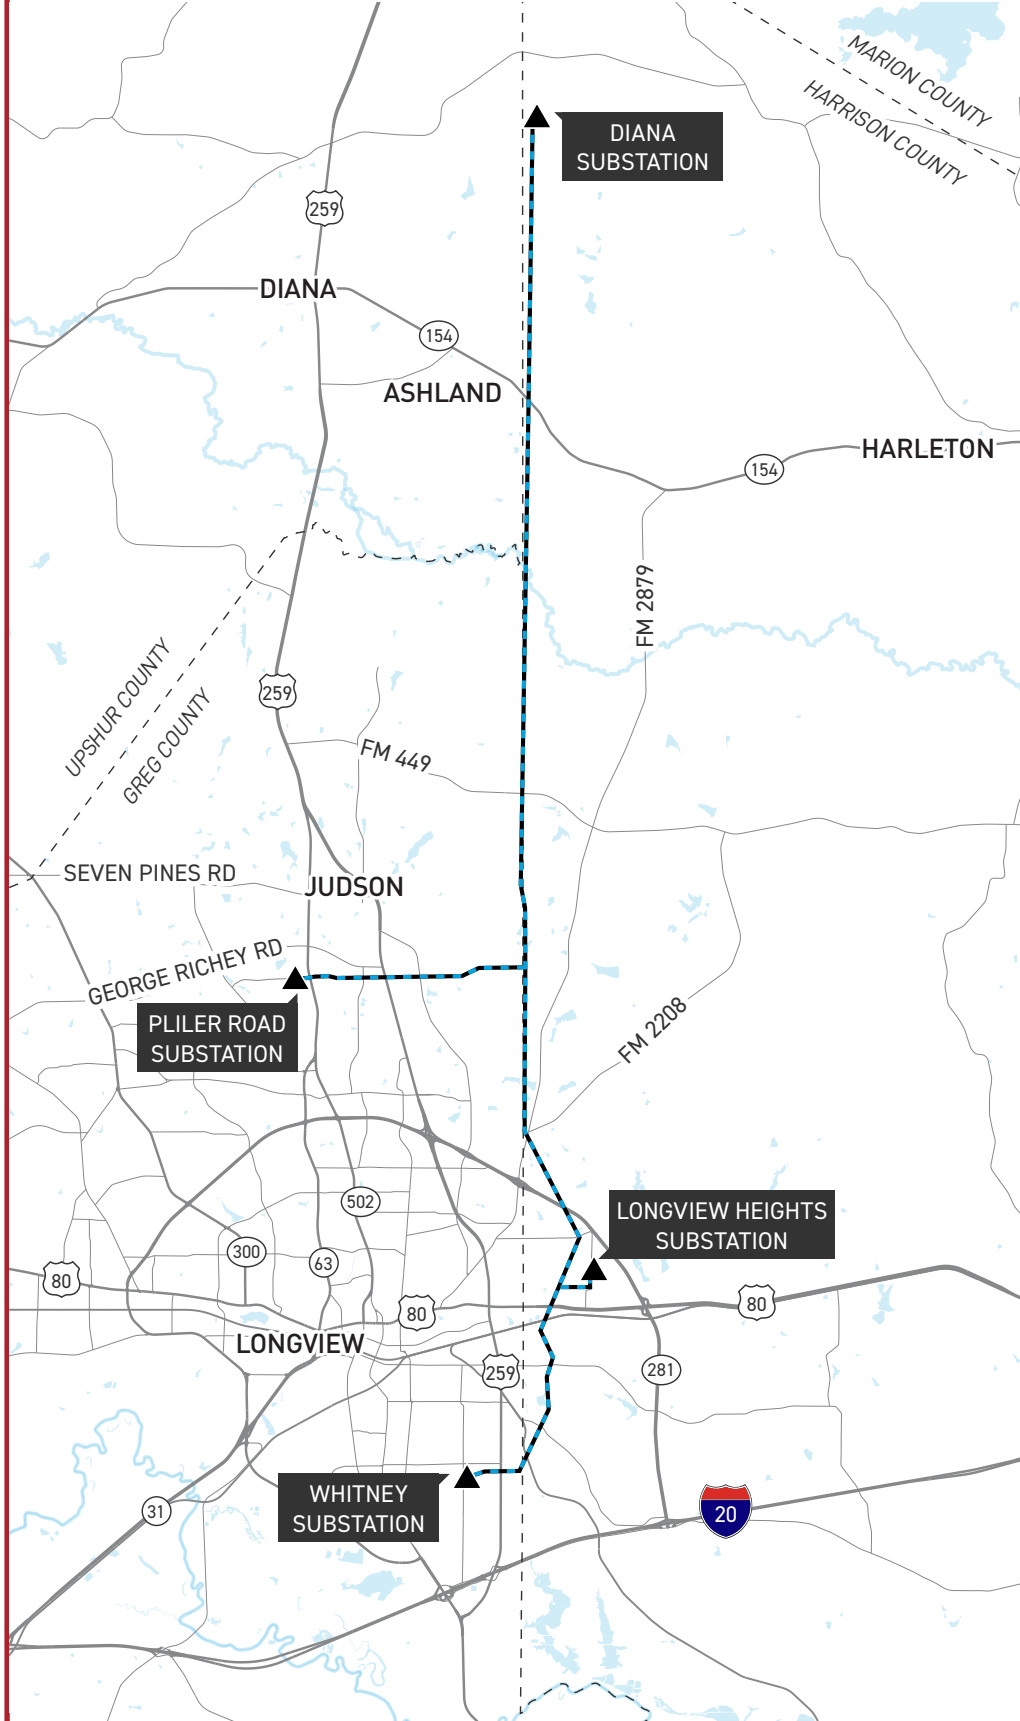 MARION COUNTY
HARRISON COUNTY
DIANA
SUBSTATION
259
DIANA
154
ASHLAND
HARLETON
154
FM 2879
UPSHUR COUNTY
GREG COUNTY
259
FM 449
SEVEN PINES RD
JUDSON
GEORGE RICHEY RD
PLILER ROAD
SUBSTATION
FM 2208
502
LONGVIEW HEIGHTS
SUBSTATION
300
63
80
80
80
LONGVIEW
259
281
WHITNEY
SUBSTATION
31
20